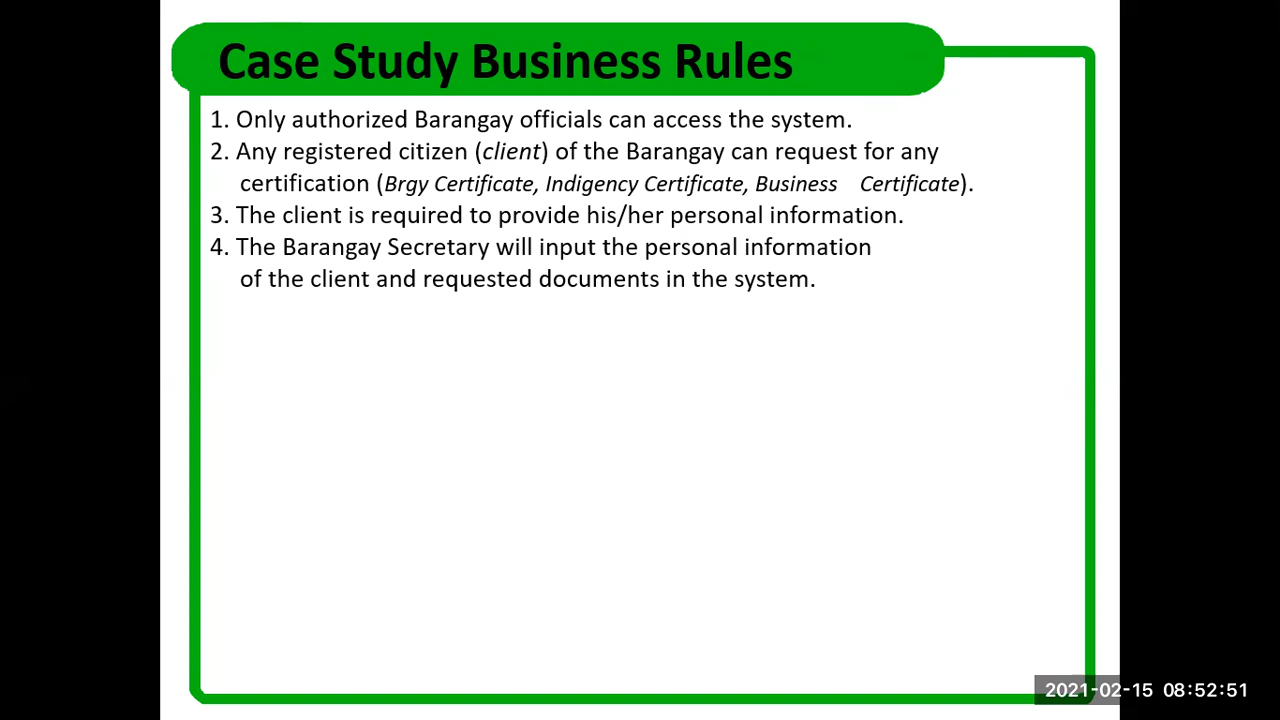 Case Study Business Rules
1. Only authorized Barangay officials can access the system.
2. Any registered citizen (client) of the Barangay can request for any
certification (Brgy Certificate, Indigency Certificate, Business Certificate).
3. The client is required to provide his/her personal information.
4. The Barangay Secretary will input the personal information
of the client and requested documents in the system.
2021-02-15 08:52:51